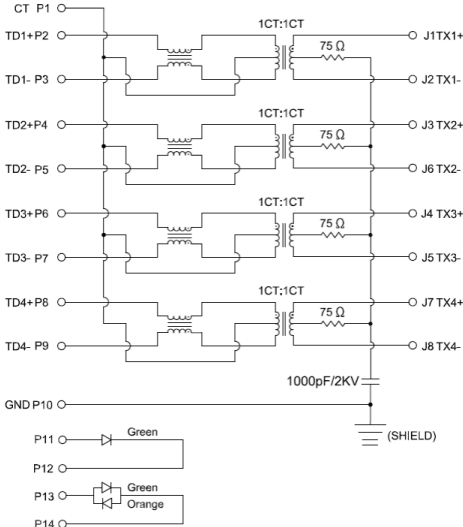 CT P1
1CT:1CT
TD1+P2
J1TX1+
75 Ω
TD1- P3
J2 TX1-
1CT:1CT
TD2+P4
J3 TX2+
75 Ω
TD2- P5
J6 TX2-
1CT:1CT
TD3+P6
J4 TX3+
75 Ω
TD3- P7
J5 TX3-
1CT:1CT
TD4+P8
J7 TX4+
75 Ω
TD4- P9
J8 TX4-
1000pF/2KV
GND P10
(SHIELD)
P11
Green
P12
P13
Green
Orange
P14